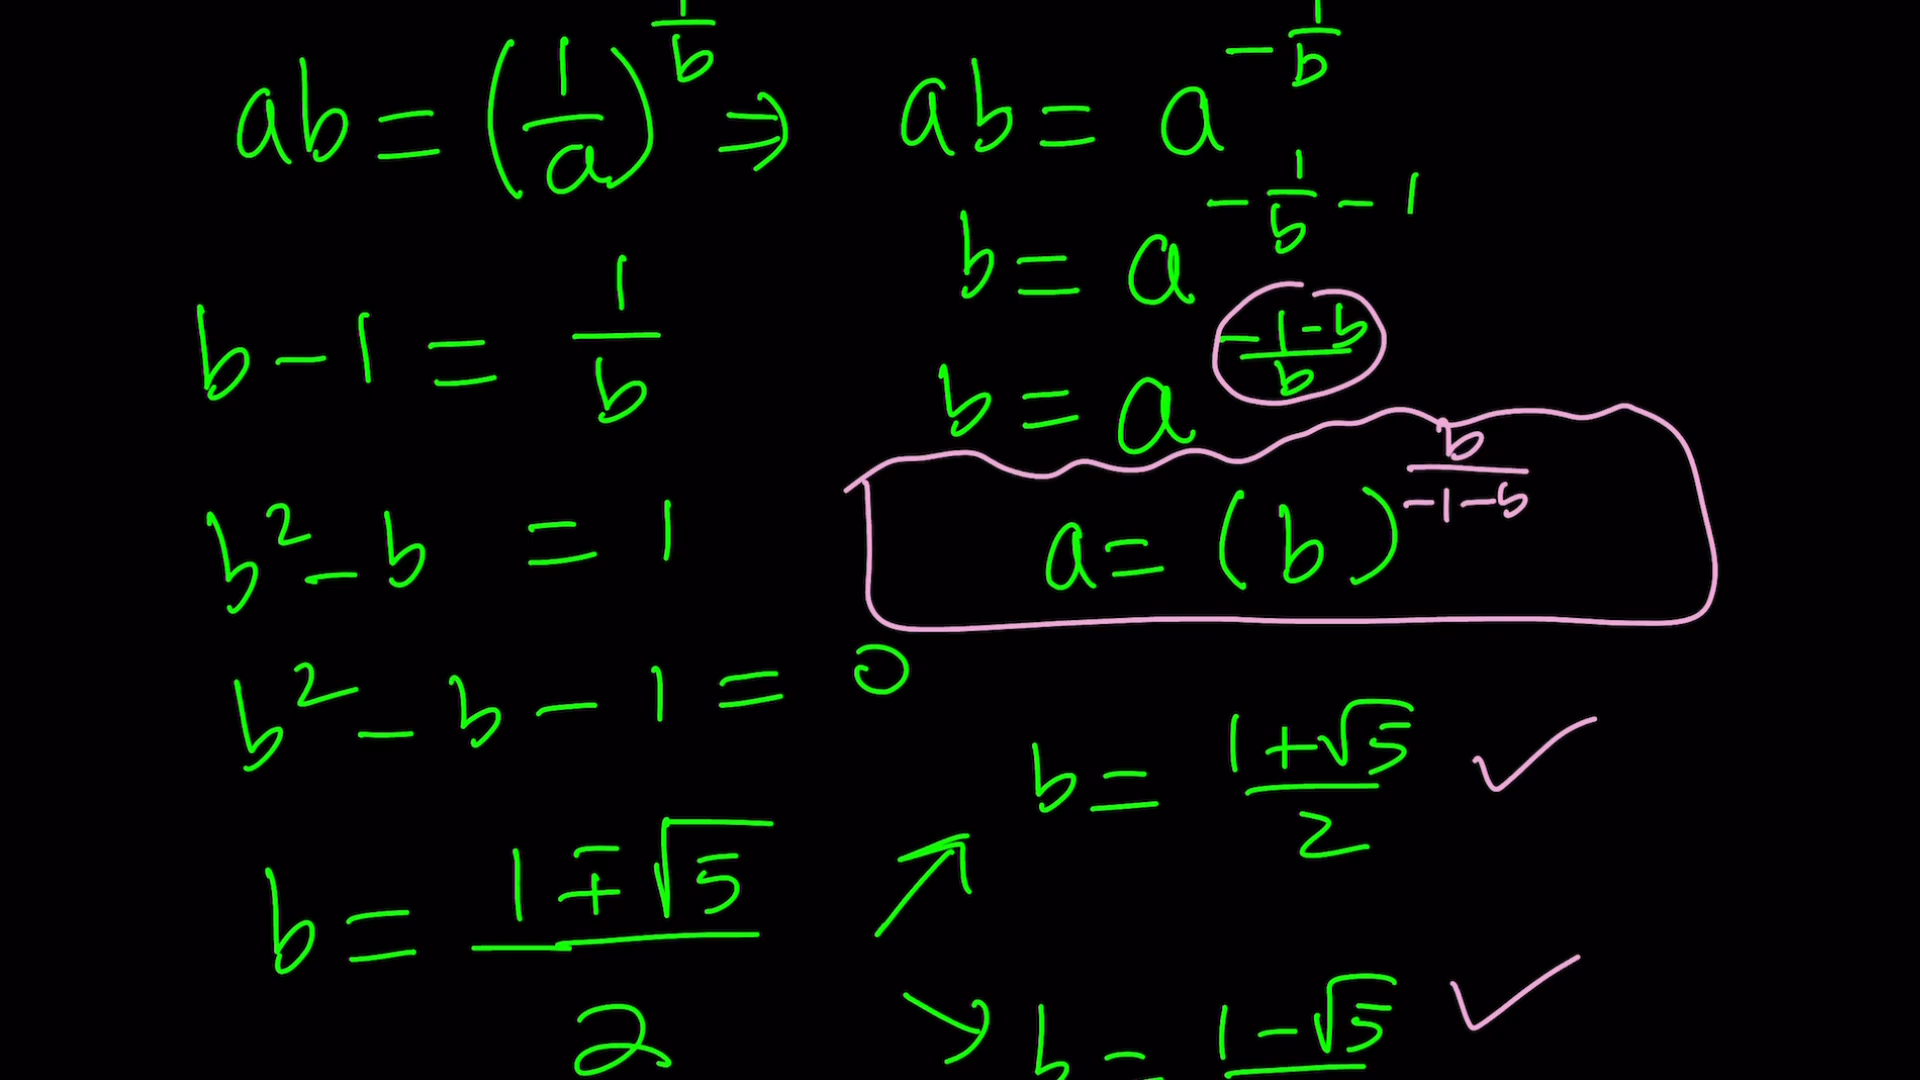 ab = (1/a)^(1/b) ⇒ ab = a^(-1/b)
b = a^(-1/b - 1)
b - 1 = 1/b
b = a^((-1-b)/b)
b² - b = 1
a = (b)^(b/(-1-b))
b² - b - 1 = 0
b = (1+√5)/2 ✓
b = (1∓√5)/2
b = 1-√5 ✓